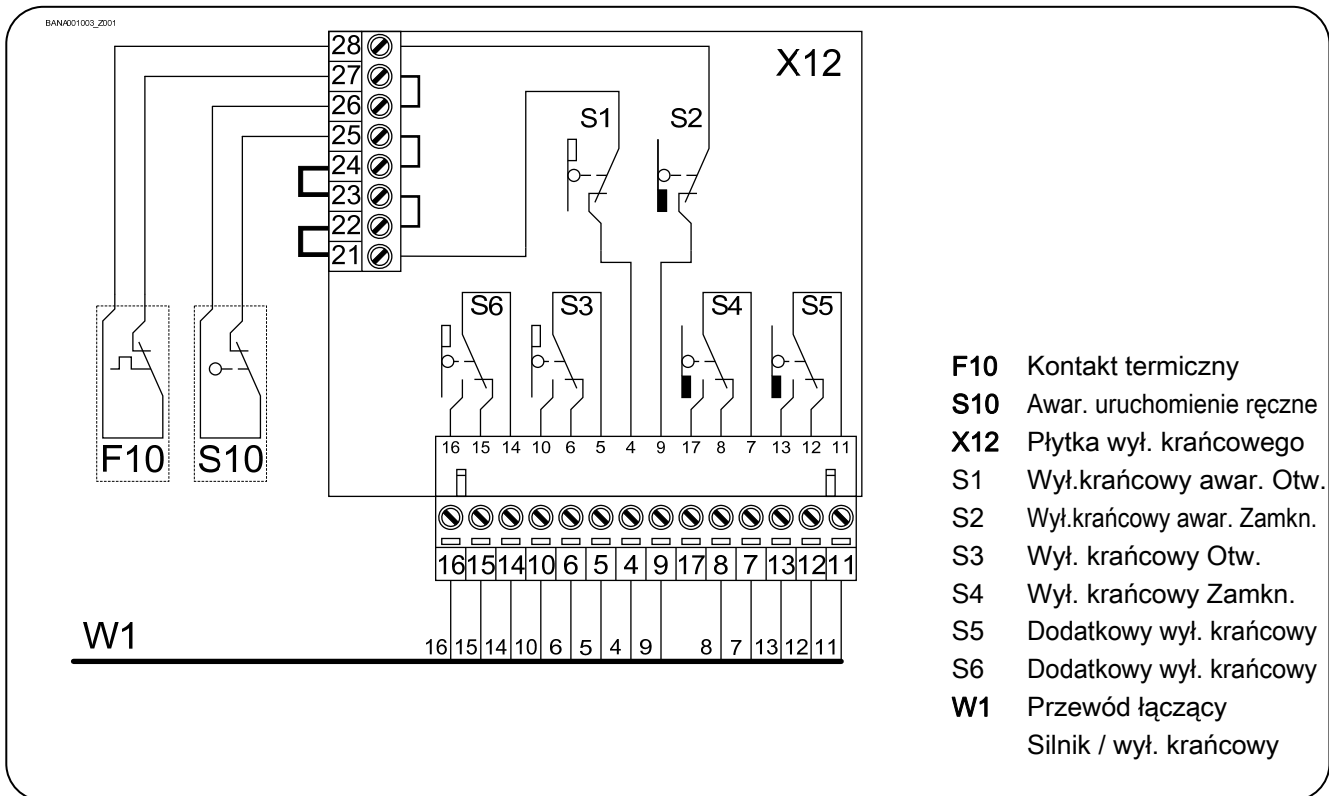 BANA001003_Z001
28
27
26
25
24
23
22
21
X12
S1 S2
S6 S3 S4 S5
F10 S10
16 15 14 10 6 5 4 9 17 8 7 13 12 11
16 15 14 10 6 5 4 9 17 8 7 13 12 11
W1
16 15 14 10 6 5 4 9 8 7 13 12 11
F10 Kontakt termiczny
S10 Awar. uruchomienie ręczne
X12 Płytka wył. krańcowego
S1 Wył.krańcowy awar. Otw.
S2 Wył.krańcowy awar. Zamkn.
S3 Wył. krańcowy Otw.
S4 Wył. krańcowy Zamkn.
S5 Dodatkowy wył. krańcowy
S6 Dodatkowy wył. krańcowy
W1 Przewód łączący
Silnik / wył. krańcowy